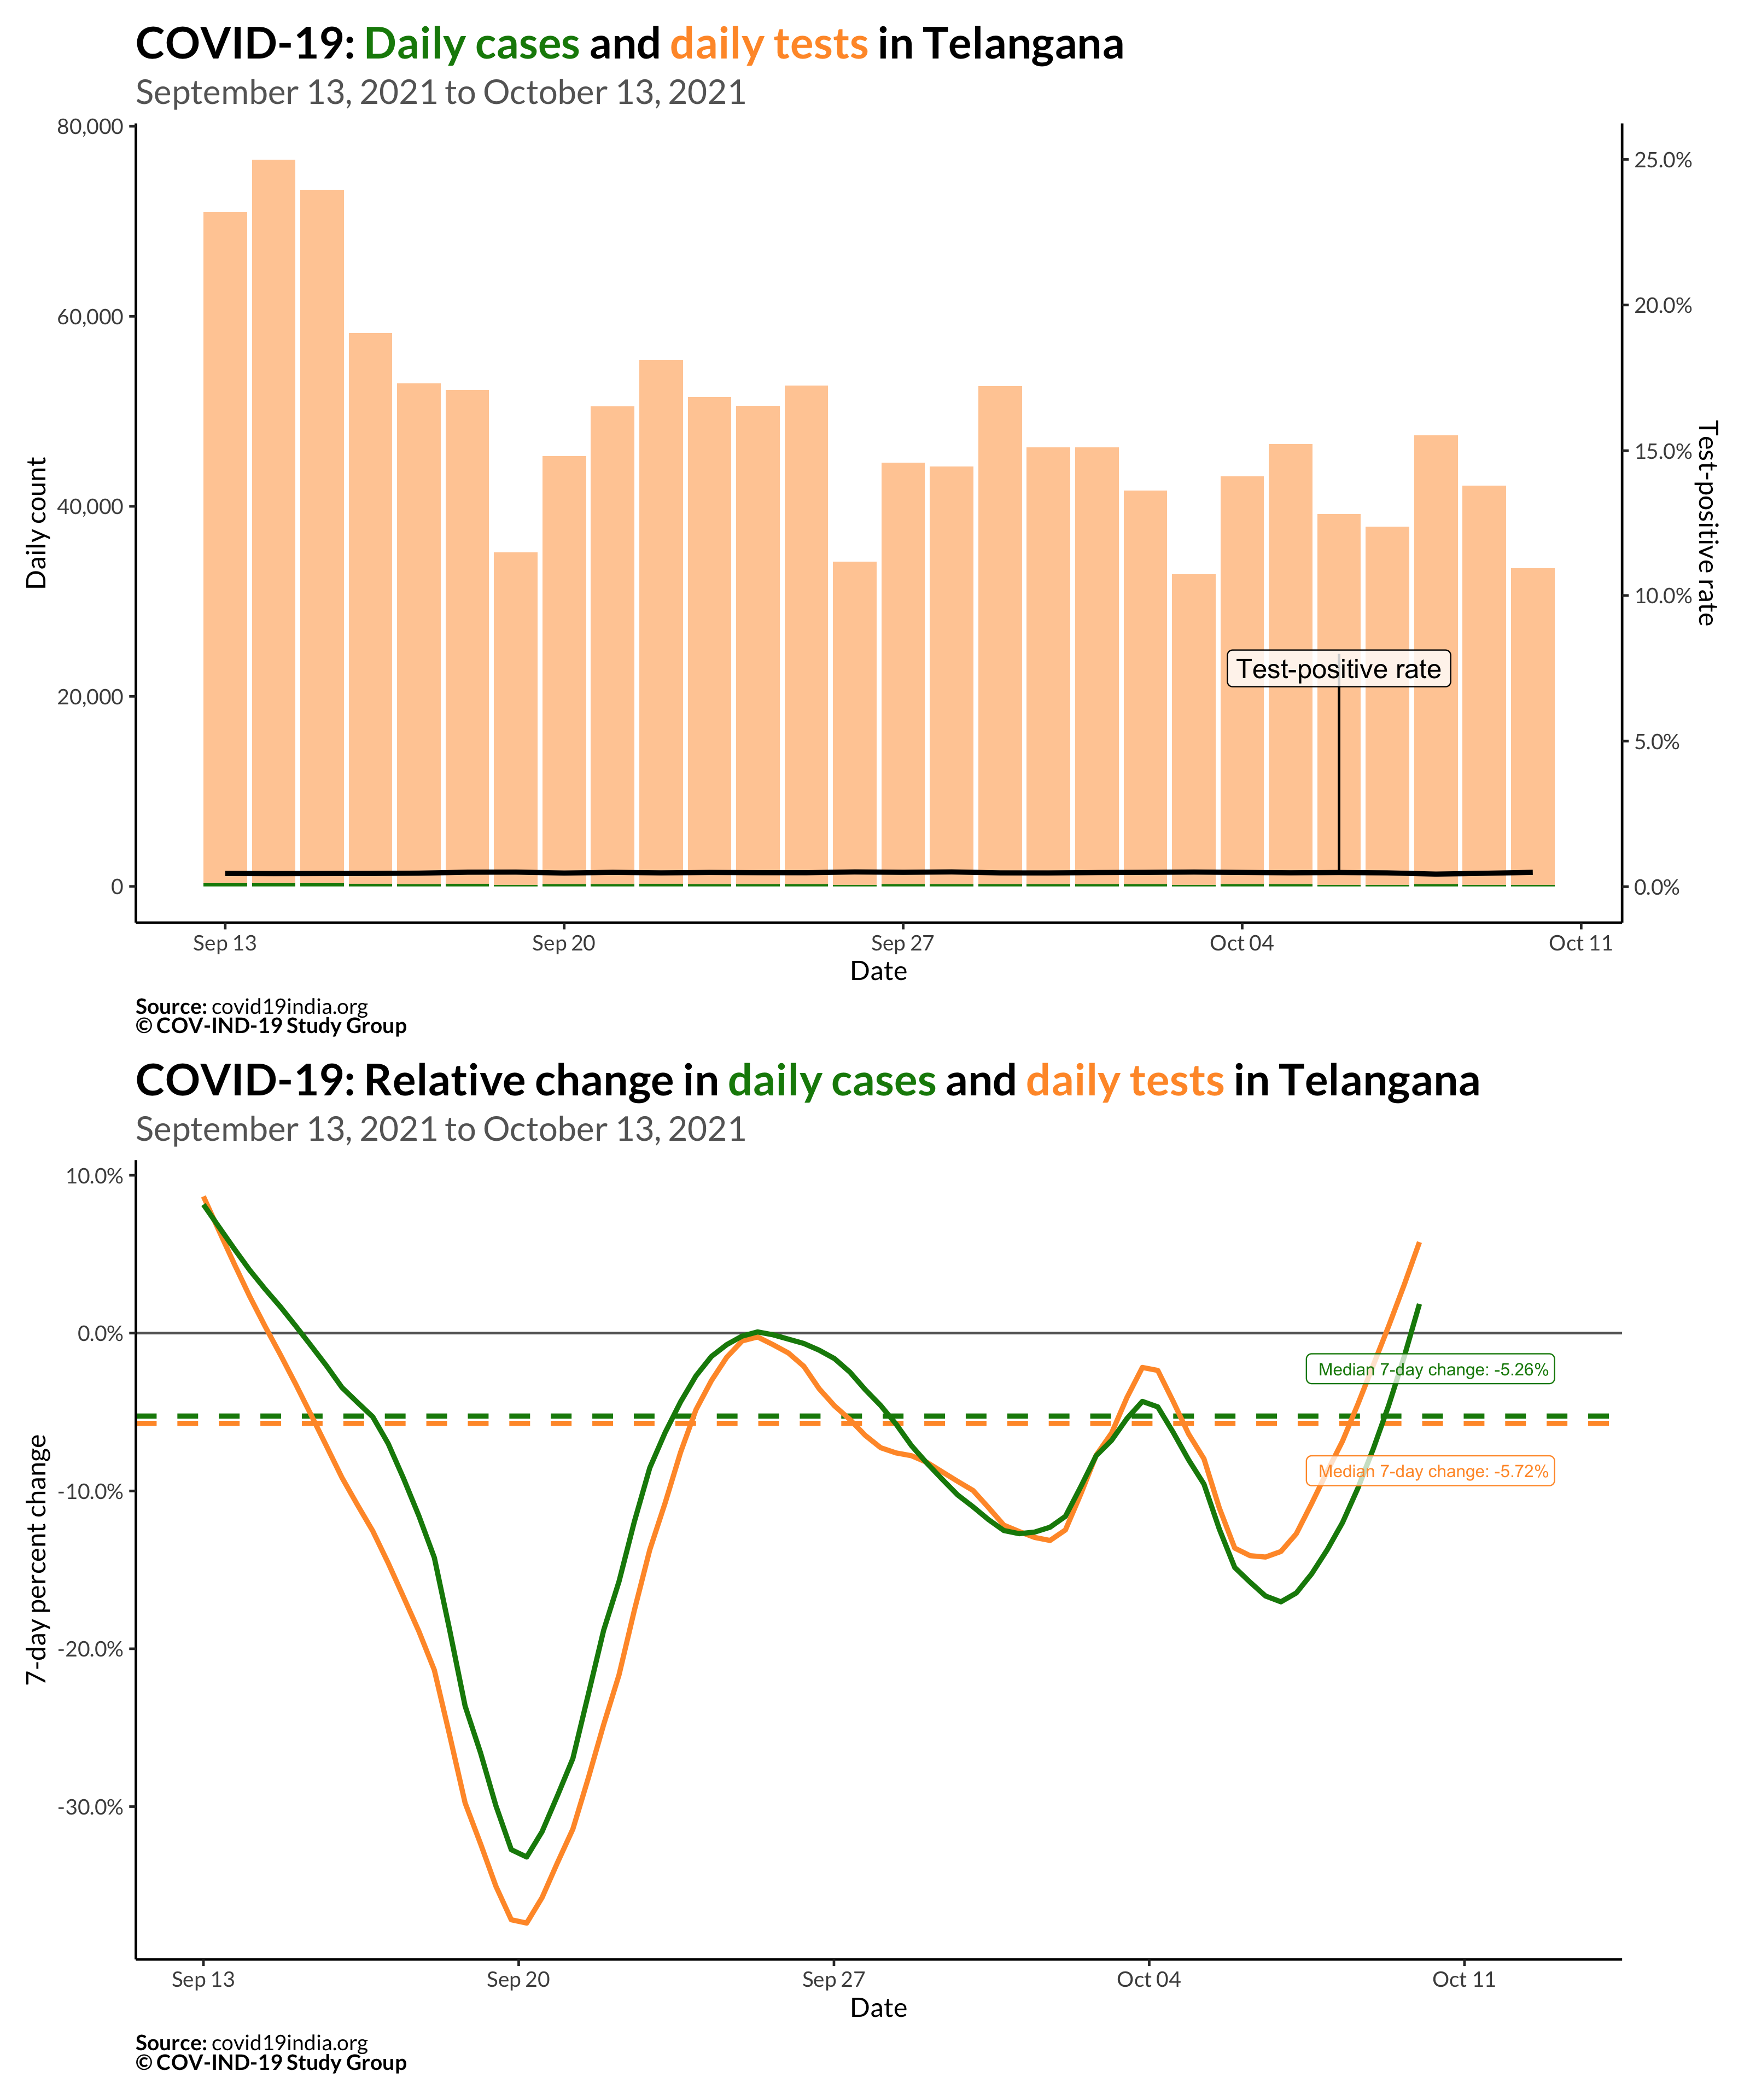 COVID-19: Daily cases and daily tests in Telangana
September 13, 2021 to October 13, 2021
80,000
60,000
40,000
20,000
0
Daily count
25.0%
20.0%
15.0%
10.0%
5.0%
0.0%
Test-positive rate
Test-positive rate
Sep 13
Sep 20
Sep 27
Oct 04
Oct 11
Date
Source: covid19india.org
© COV-IND-19 Study Group
COVID-19: Relative change in daily cases and daily tests in Telangana
September 13, 2021 to October 13, 2021
10.0%
0.0%
-10.0%
-20.0%
-30.0%
7-day percent change
Median 7-day change: -5.26%
Median 7-day change: -5.72%
Sep 13
Sep 20
Sep 27
Oct 04
Oct 11
Date
Source: covid19india.org
© COV-IND-19 Study Group